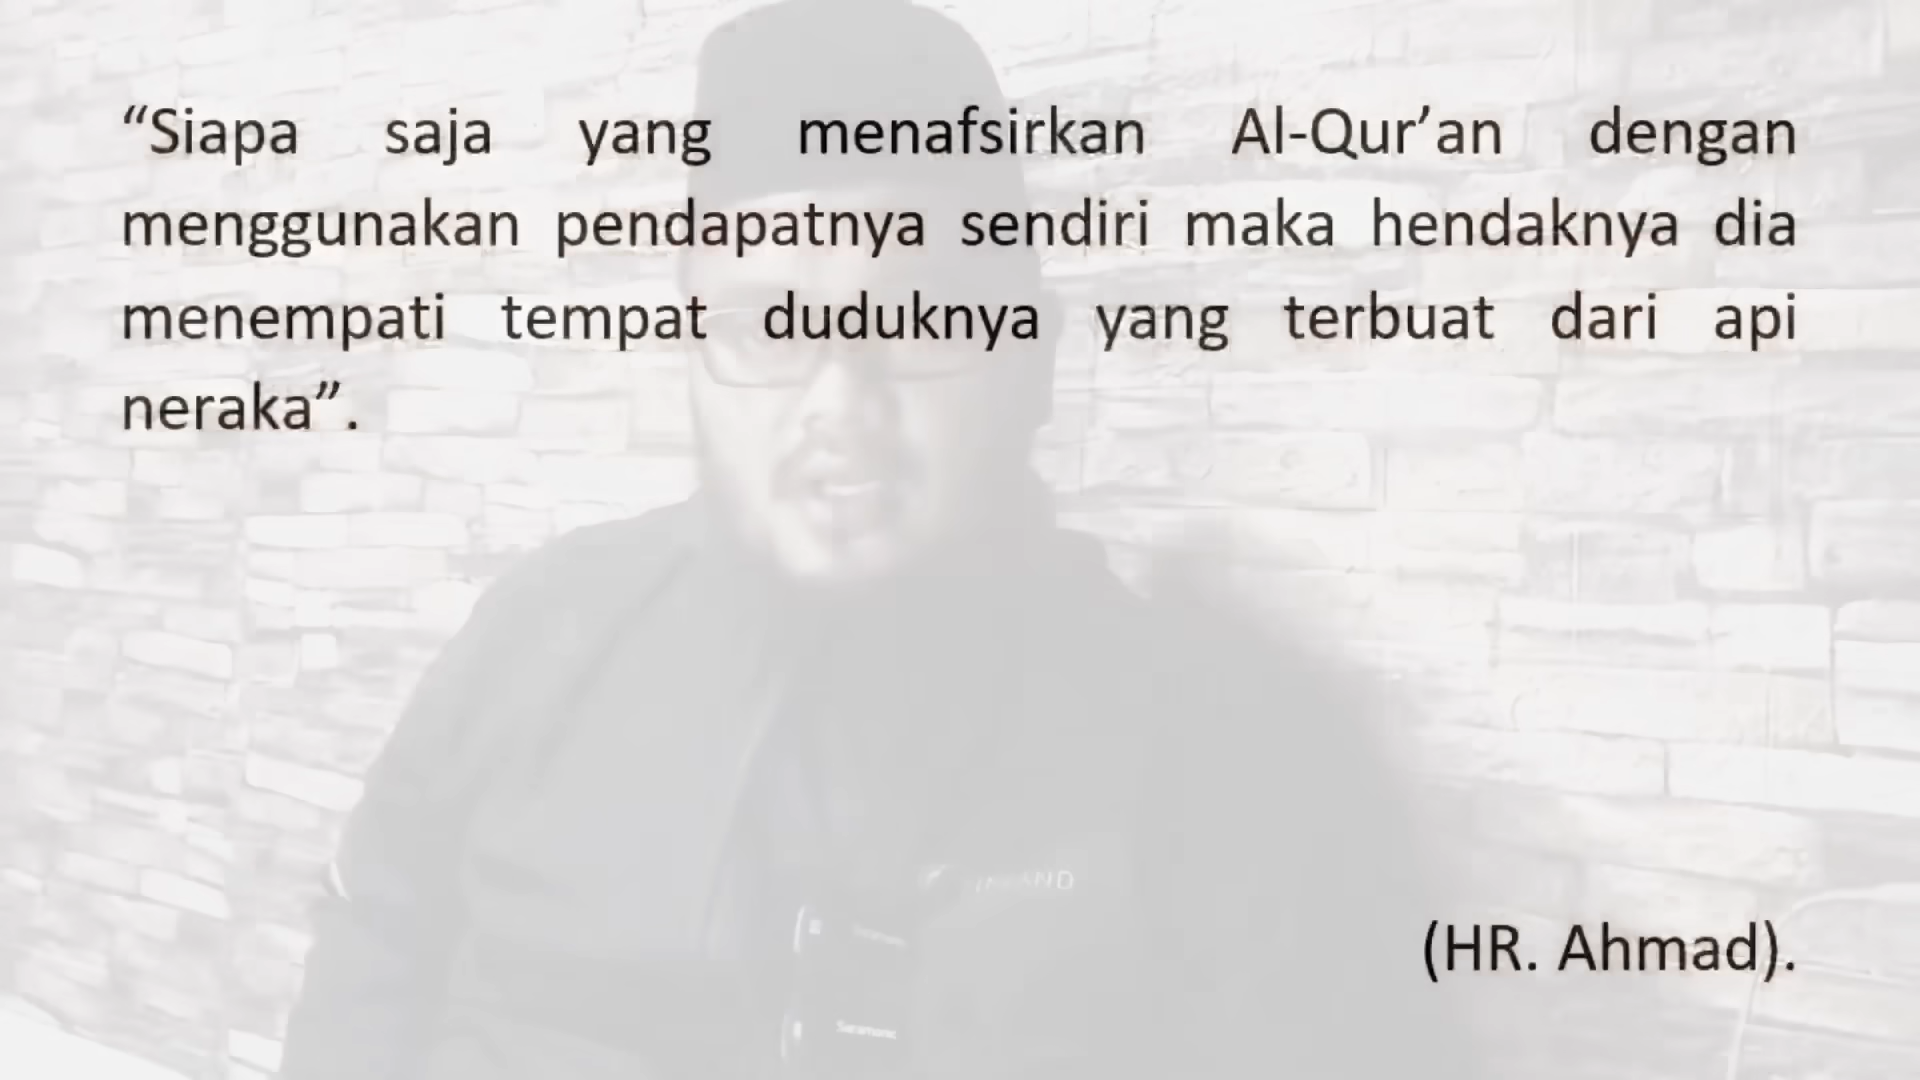 “Siapa saja yang menafsirkan Al-Qur’an dengan
menggunakan pendapatnya sendiri maka hendaknya dia
menempati tempat duduknya yang terbuat dari api
neraka”.
(HR. Ahmad).
Saramonic